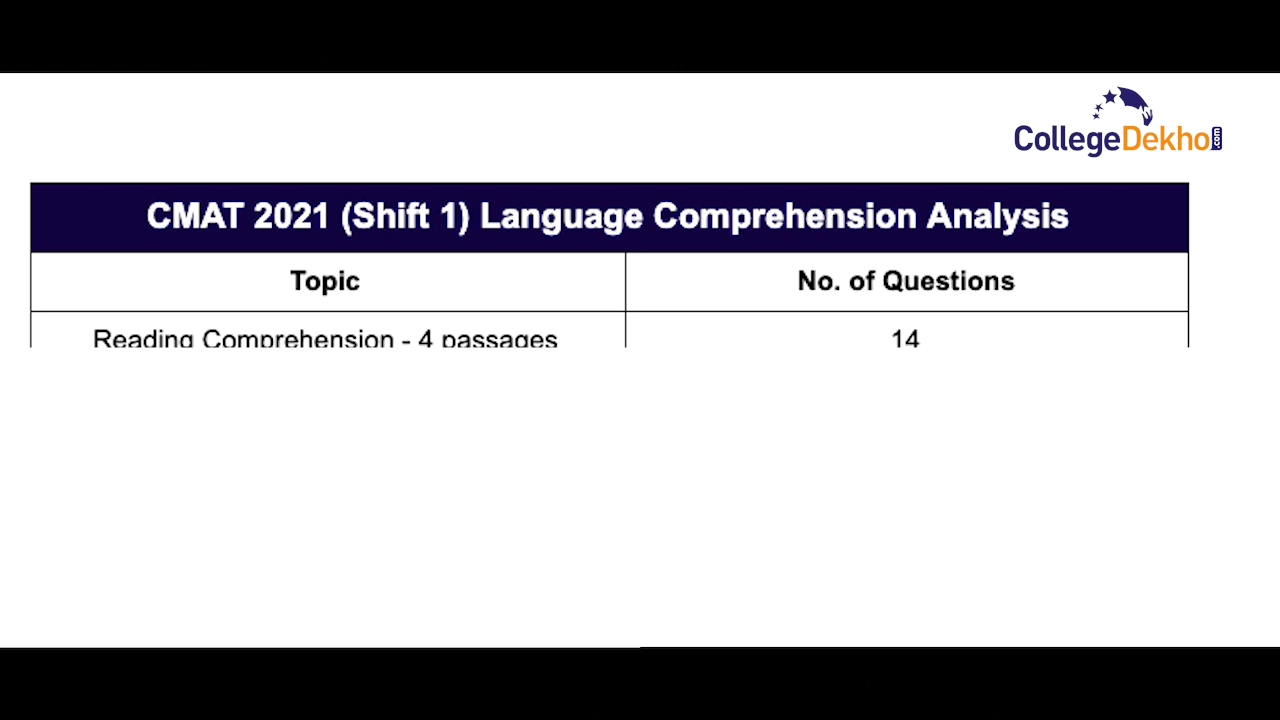 CollegeDekho.com
CMAT 2021 (Shift 1) Language Comprehension Analysis
Topic No. of Questions
Reading Comprehension - 4 passages 14